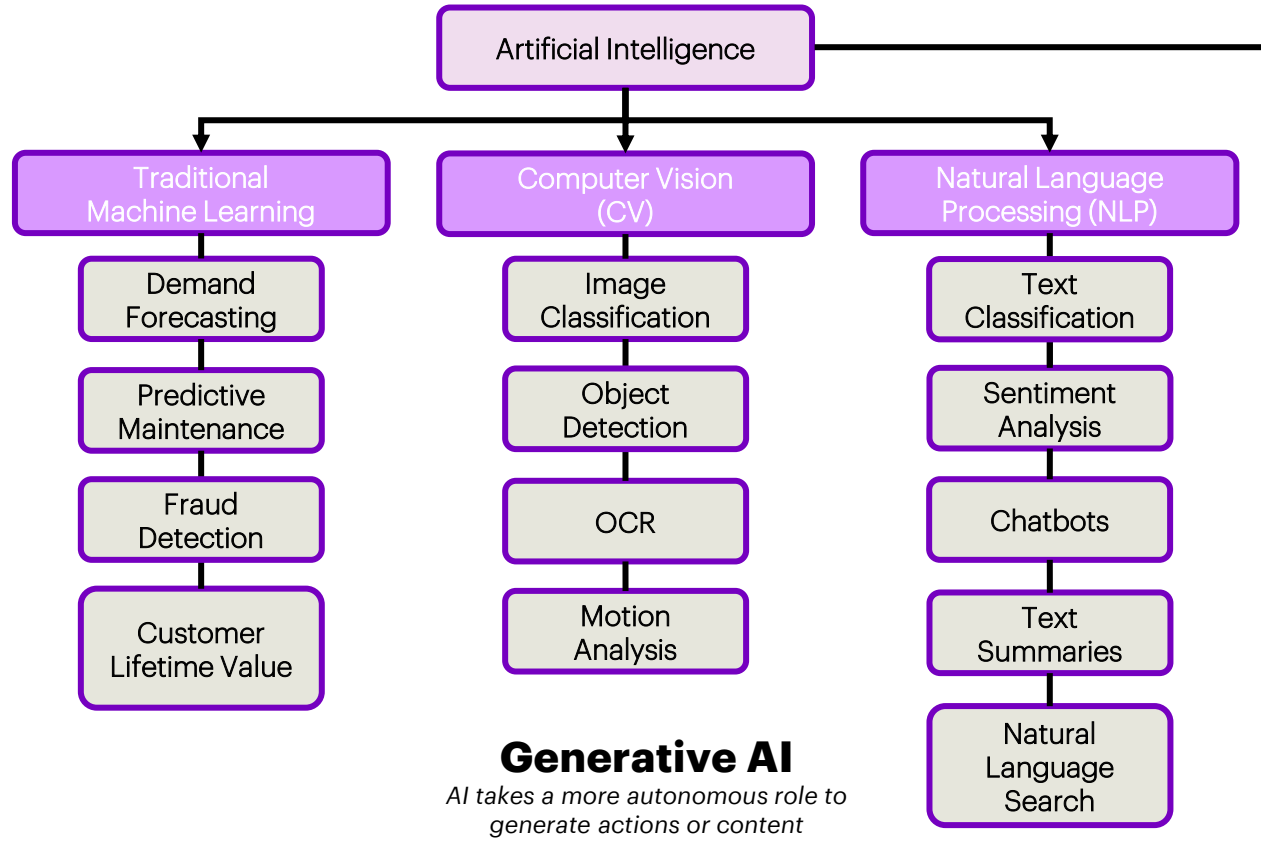 Artificial Intelligence
Traditional
Machine Learning
Demand
Forecasting
Predictive
Maintenance
Fraud
Detection
Customer
Lifetime Value
Computer Vision
(CV)
Image
Classification
Object
Detection
OCR
Motion
Analysis
Natural Language
Processing (NLP)
Text
Classification
Sentiment
Analysis
Chatbots
Text
Summaries
Natural
Language
Search
Generative AI
AI takes a more autonomous role to
generate actions or content